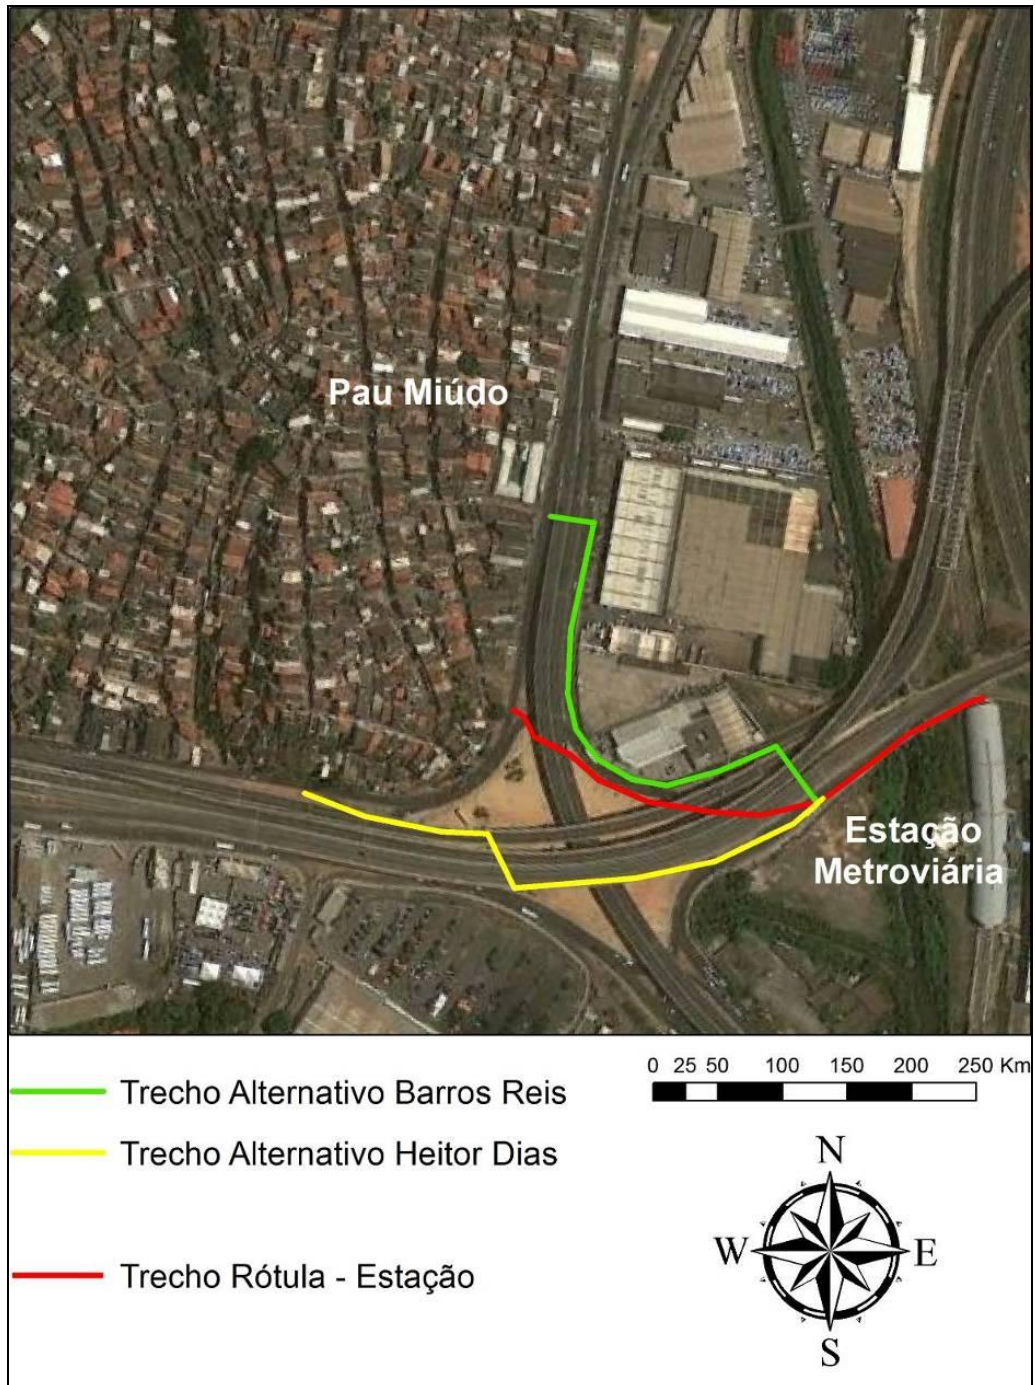 Pau Miúdo
Estação
Metroviária
0 25 50 100 150 200 250 Km
Trecho Alternativo Barros Reis
Trecho Alternativo Heitor Dias
Trecho Rótula - Estação
N
W E
S